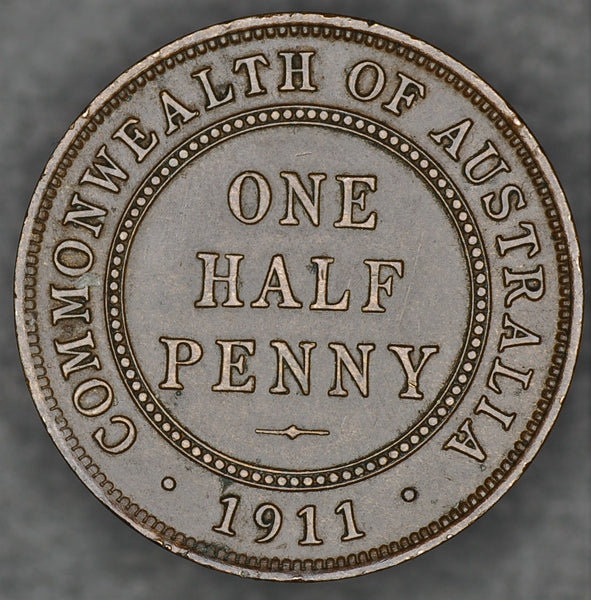 COMMONWEALTH OF AUSTRALIA
ONE
HALF
PENNY
1911